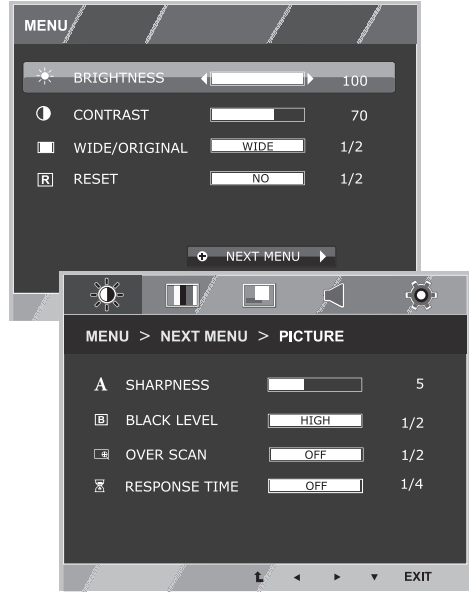 MENU
BRIGHTNESS 100
CONTRAST 70
WIDE/ORIGINAL WIDE 1/2
R RESET NO 1/2
NEXT MENU
MENU > NEXT MENU > PICTURE
A SHARPNESS 5
B BLACK LEVEL HIGH 1/2
OVER SCAN OFF 1/2
RESPONSE TIME OFF 1/4
EXIT